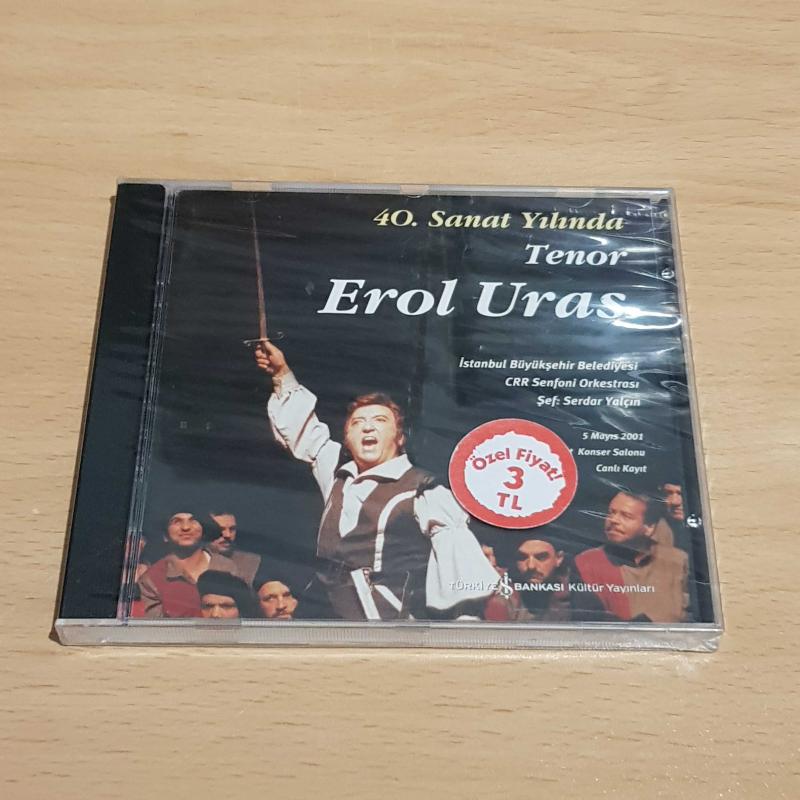 40. Sanat Yılında
Tenor
Erol Uras
İstanbul Büyükşehir Belediyesi
CRR Senfoni Orkestrası
Şef: Serdar Yalçın
5 Mayıs 2001
Konser Salonu
Canlı Kayıt
Özel Fiyat!
3
TL
TÜRKİYE İŞ BANKASI Kültür Yayınları